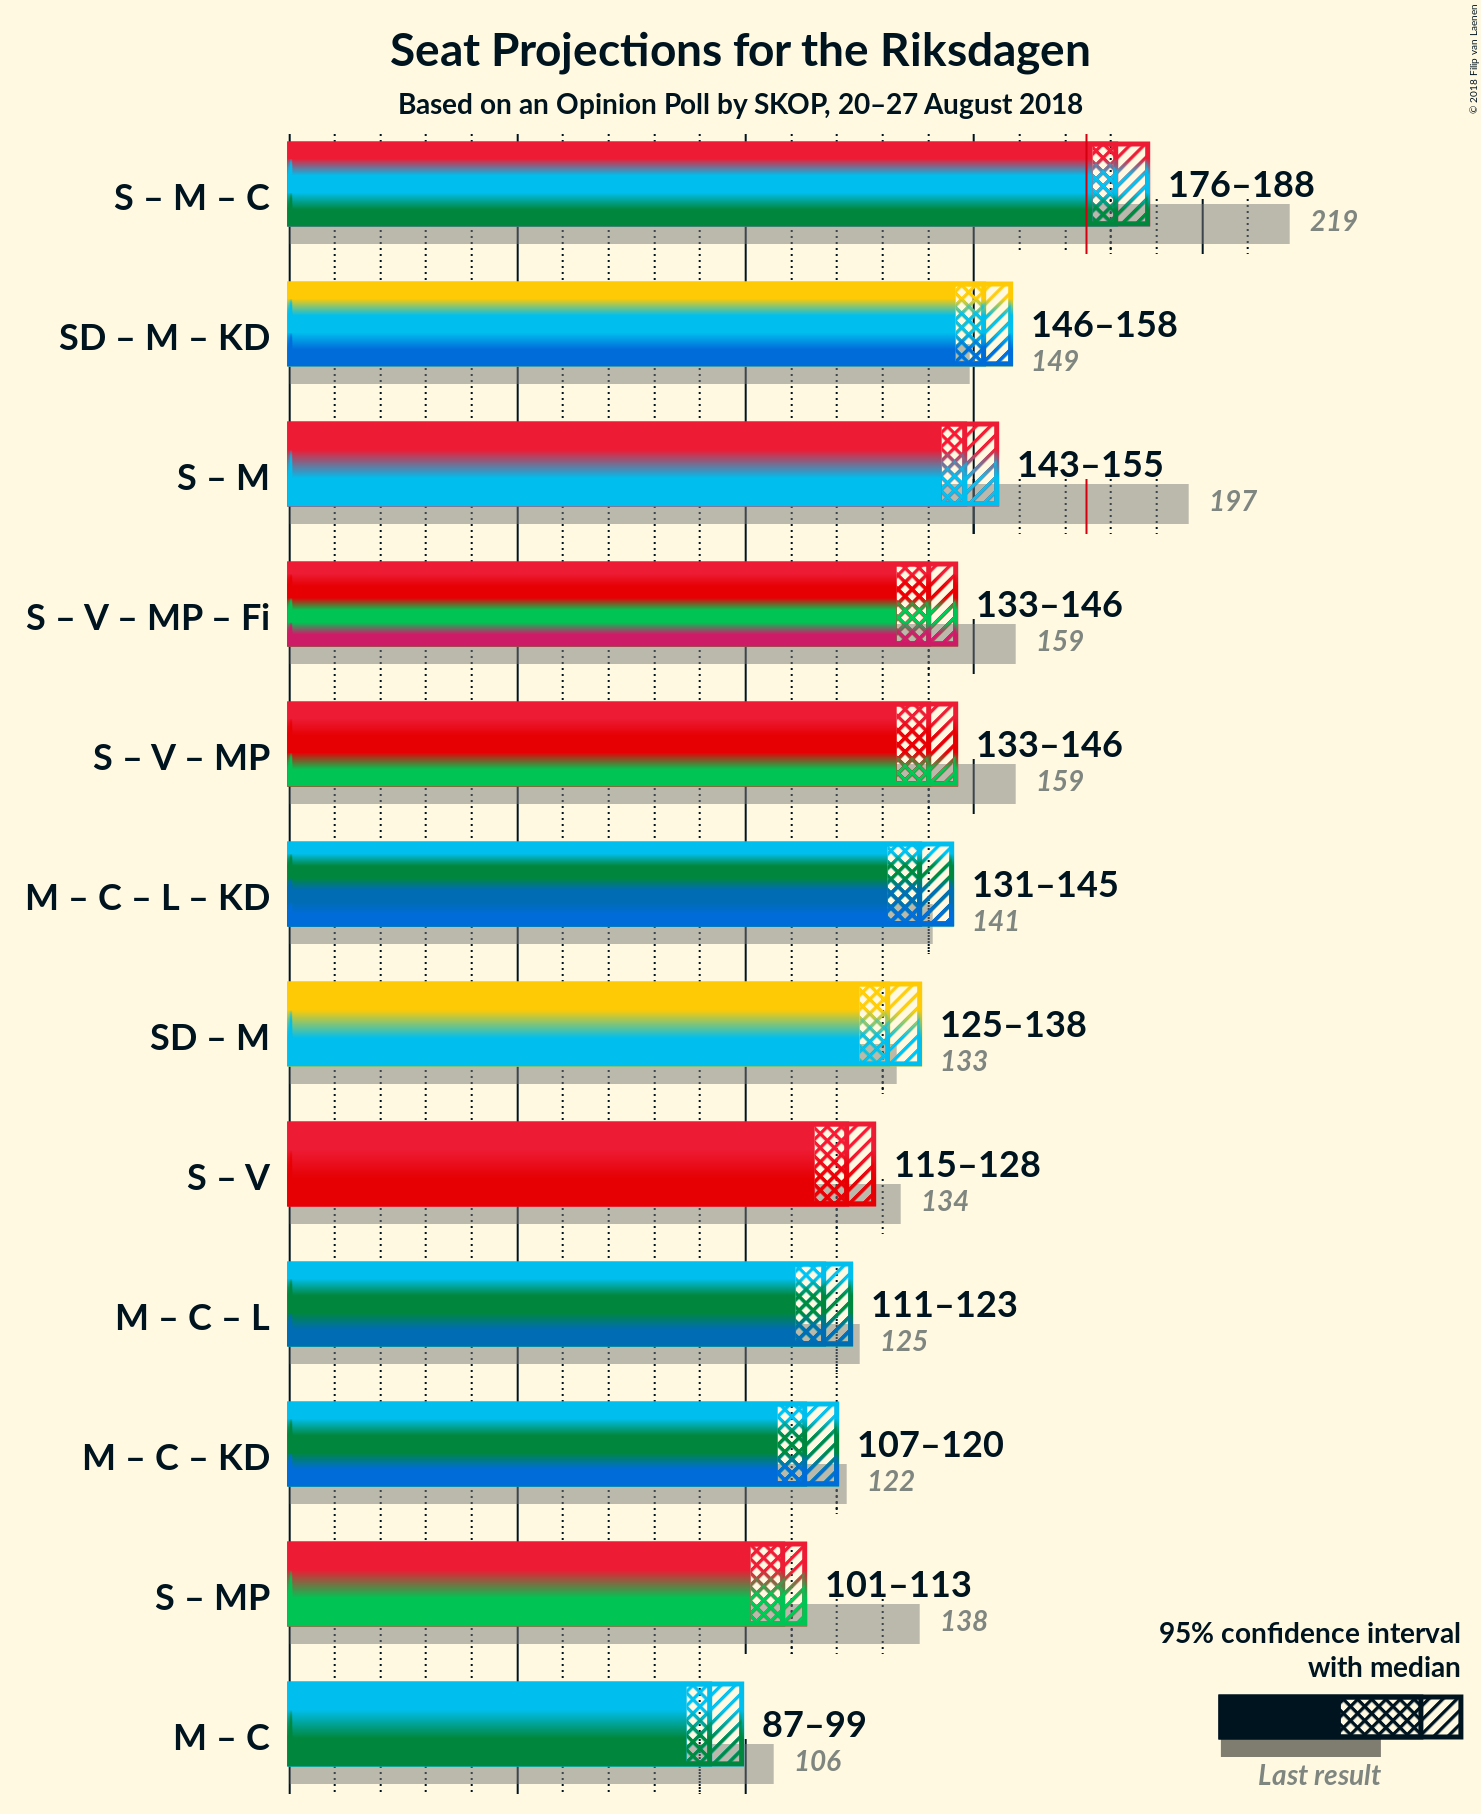 © 2018 Filip van Laenen
Seat Projections for the Riksdagen
Based on an Opinion Poll by SKOP, 20–27 August 2018
S – M – C
176–188
219
SD – M – KD
146–158
149
S – M
143–155
197
S – V – MP – Fi
133–146
159
S – V – MP
133–146
159
M – C – L – KD
131–145
141
SD – M
125–138
133
S – V
115–128
134
M – C – L
111–123
125
M – C – KD
107–120
122
S – MP
101–113
138
M – C
87–99
106
95% confidence interval
with median
Last result